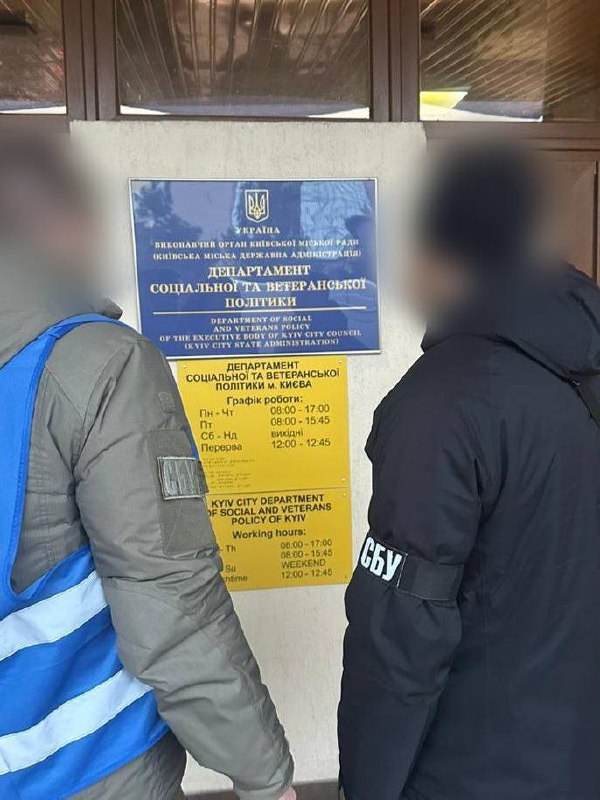 УКРАЇНА
ВИКОНАВЧИЙ ОРГАН КИЇВСЬКОЇ МІСЬКОЇ РАДИ
(КИЇВСЬКА МІСЬКА ДЕРЖАВНА АДМІНІСТРАЦІЯ)
ДЕПАРТАМЕНТ
СОЦІАЛЬНОЇ ТА ВЕТЕРАНСЬКОЇ
ПОЛІТИКИ
DEPARTMENT OF SOCIAL
AND VETERANS POLICY
OF THE EXECUTIVE BODY OF KYIV CITY COUNCIL
(KYIV CITY STATE ADMINISTRATION)
ДЕПАРТАМЕНТ
СОЦІАЛЬНОЇ ТА ВЕТЕРАНСЬКОЇ
ПОЛІТИКИ м. КИЄВА
Графік роботи:
Пн - Чт 08:00 - 17:00
Пт 08:00 - 15:45
Сб - Нд вихідні
Перерва 12:00 - 12:45
KYIV CITY DEPARTMENT
OF SOCIAL AND VETERANS
POLICY OF KYIV
Working hours:
- Th 08:00 - 17:00
08:00 - 15:45
Su WEEKEND
12:00 - 12:45
СБУ
СБУ